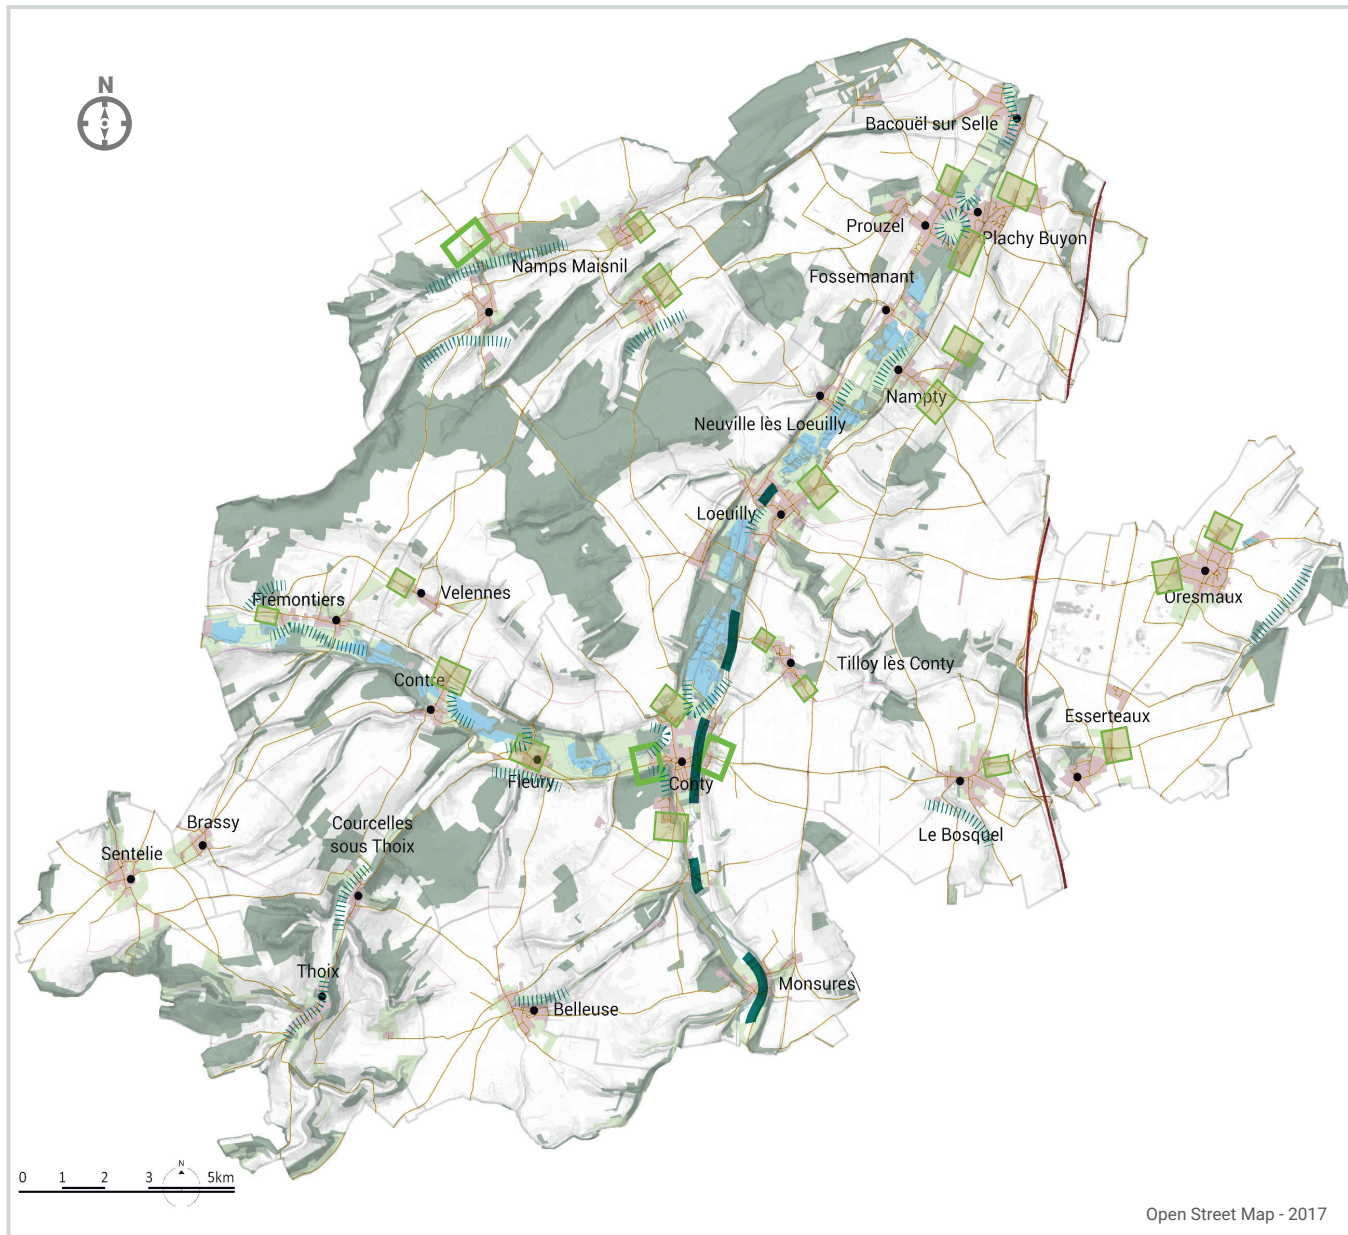 N
Bacouël sur Selle
Prouzel
Plachy Buyon
Namps Maisnil
Fossemanant
Nampty
Neuville lès Loeuilly
Loeuilly
Oresmaux
Velennes
Frémontiers
Tilloy lès Conty
Contre
Esserteaux
Fleury
Conty
Le Bosquel
Brassy
Courcelles
sous Thoix
Sentelie
Thoix
Monsures
Belleuse
N
0 1 2 3 5km
Open Street Map - 2017